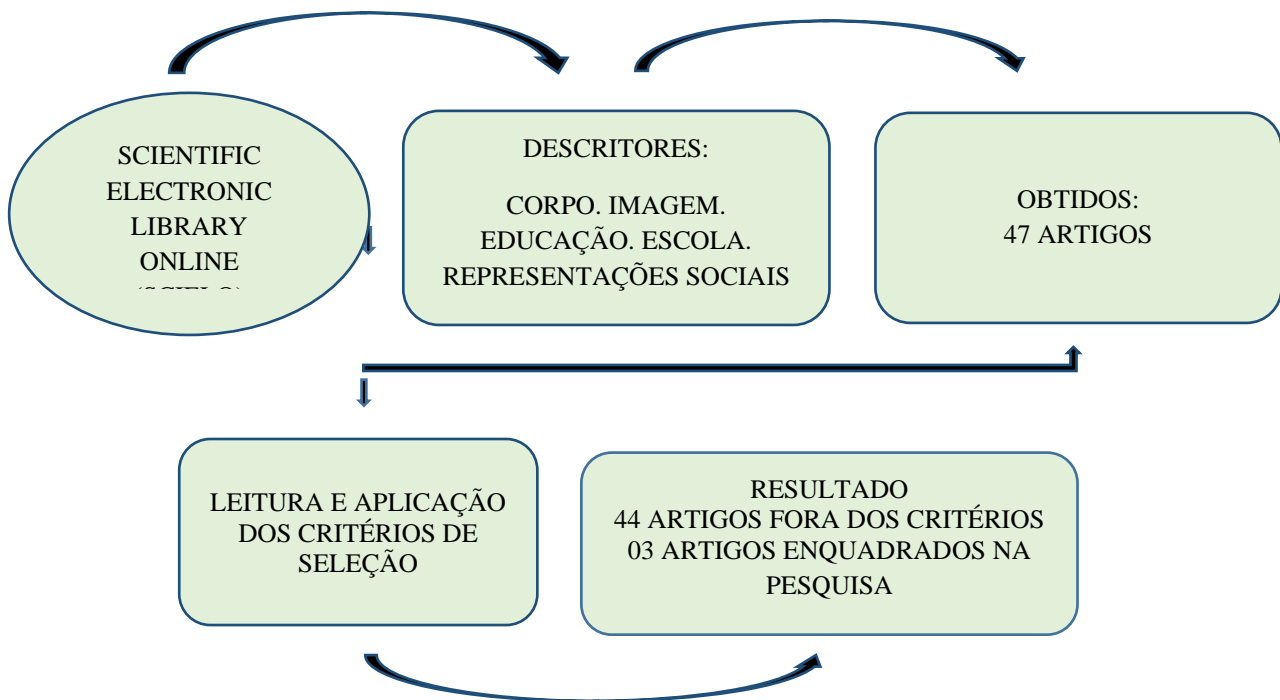 SCIENTIFIC
ELECTRONIC
LIBRARY
ONLINE
DESCRITORES:
CORPO. IMAGEM.
EDUCAÇÃO. ESCOLA.
REPRESENTAÇÕES SOCIAIS
OBTIDOS:
47 ARTIGOS
LEITURA E APLICAÇÃO
DOS CRITÉRIOS DE
SELEÇÃO
RESULTADO
44 ARTIGOS FORA DOS CRITÉRIOS
03 ARTIGOS ENQUADRADOS NA
PESQUISA